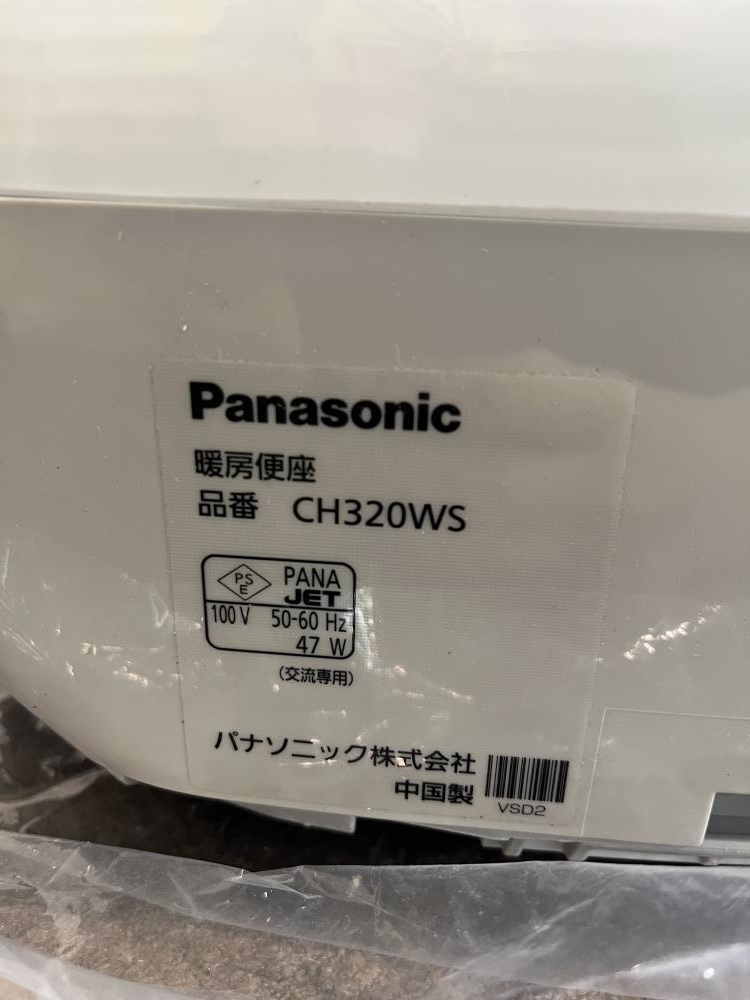 Panasonic
暖房便座
品番 CH320WS
PS
E
PANA
JET
100 V 50-60 Hz
47 W
(交流専用)
パナソニック株式会社
中国製
VSD2